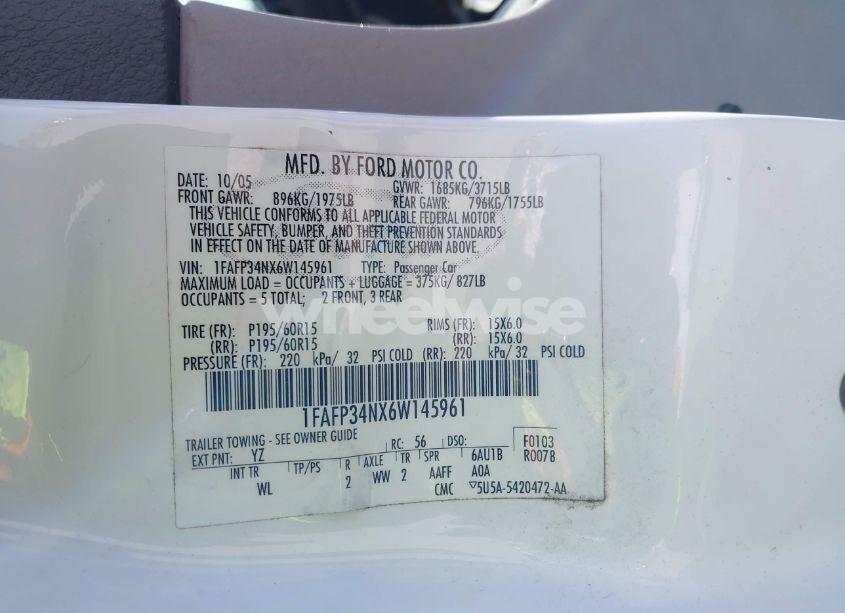 MFD. BY FORD MOTOR CO.
DATE: 10/05 GVWR: 1685KG/3715LB
FRONT GAWR: 896KG/1975LB REAR GAWR: 796KG/1755LB
THIS VEHICLE CONFORMS TO ALL APPLICABLE FEDERAL MOTOR
VEHICLE SAFETY, BUMPER, AND THEFT PREVENTION STANDARDS
IN EFFECT ON THE DATE OF MANUFACTURE SHOWN ABOVE.
VIN: 1FAFP34NX6W145961 TYPE: Passenger Car
MAXIMUM LOAD = OCCUPANTS + LUGGAGE = 375KG/ 827LB
OCCUPANTS = 5 TOTAL; 2 FRONT, 3 REAR
wheelwise
TIRE (FR): P195/60R15 RIMS (FR): 15X6.0
(RR): P195/60R15 (RR): 15X6.0
PRESSURE (FR): 220 kPa/ 32 PSI COLD (RR): 220 kPa/ 32 PSI COLD
1FAFP34NX6W145961
TRAILER TOWING - SEE OWNER GUIDE RC: 56 DSO: F0103
EXT PNT: YZ R0078
INT TR TP/PS R AXLE TR SPR 6AU1B
WL 2 WW 2 AAFF AOA
CMC ▽5U5A-5420472-AA